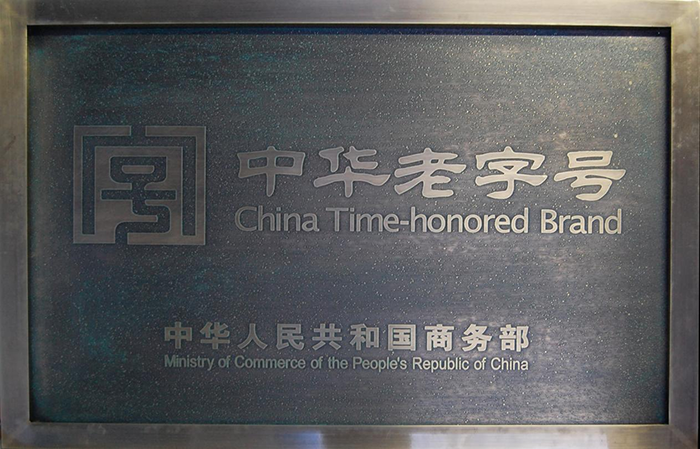 中华老字号
China Time-honored Brand
中华人民共和国商务部
Ministry of Commerce of the People's Republic of China